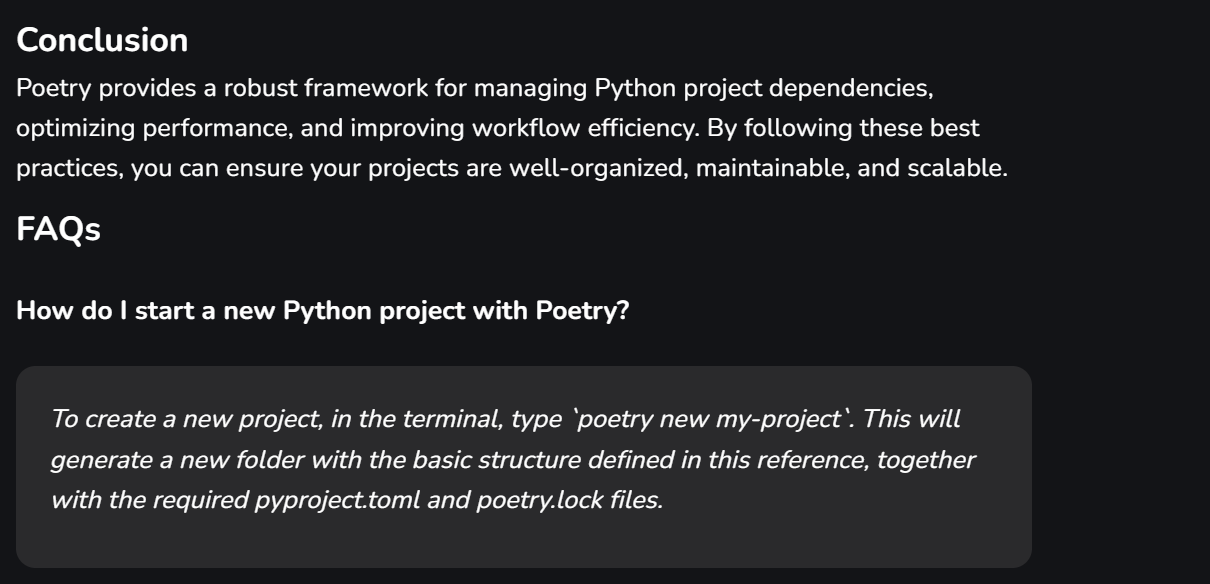 Conclusion
Poetry provides a robust framework for managing Python project dependencies,
optimizing performance, and improving workflow efficiency. By following these best
practices, you can ensure your projects are well-organized, maintainable, and scalable.
FAQs
How do I start a new Python project with Poetry?
To create a new project, in the terminal, type `poetry new my-project`. This will
generate a new folder with the basic structure defined in this reference, together
with the required pyproject.toml and poetry.lock files.